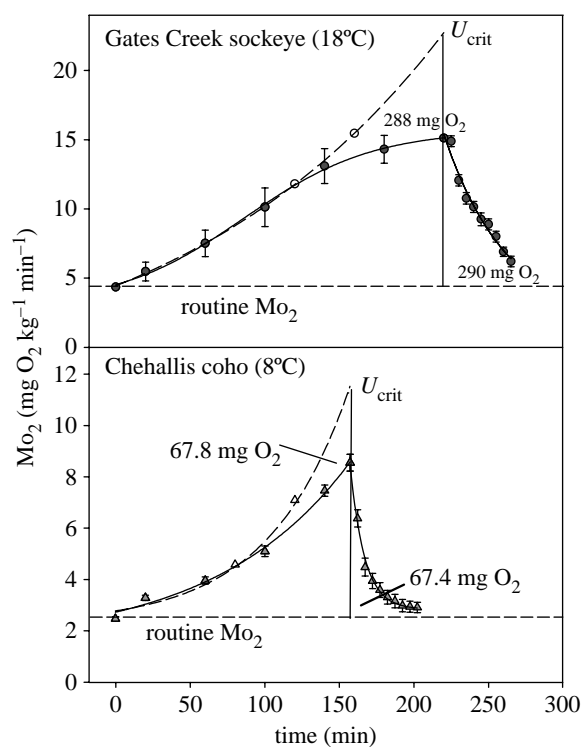 Gates Creek sockeye (18ºC)
U_crit
20
288 mg O₂
15
10
5
290 mg O₂
routine Mo₂
0
Mo₂ (mg O₂ kg⁻¹ min⁻¹)
12
Chehallis coho (8ºC)
U_crit
10
67.8 mg O₂
8
6
4
67.4 mg O₂
2
routine Mo₂
0
0 50 100 150 200 250 300
time (min)